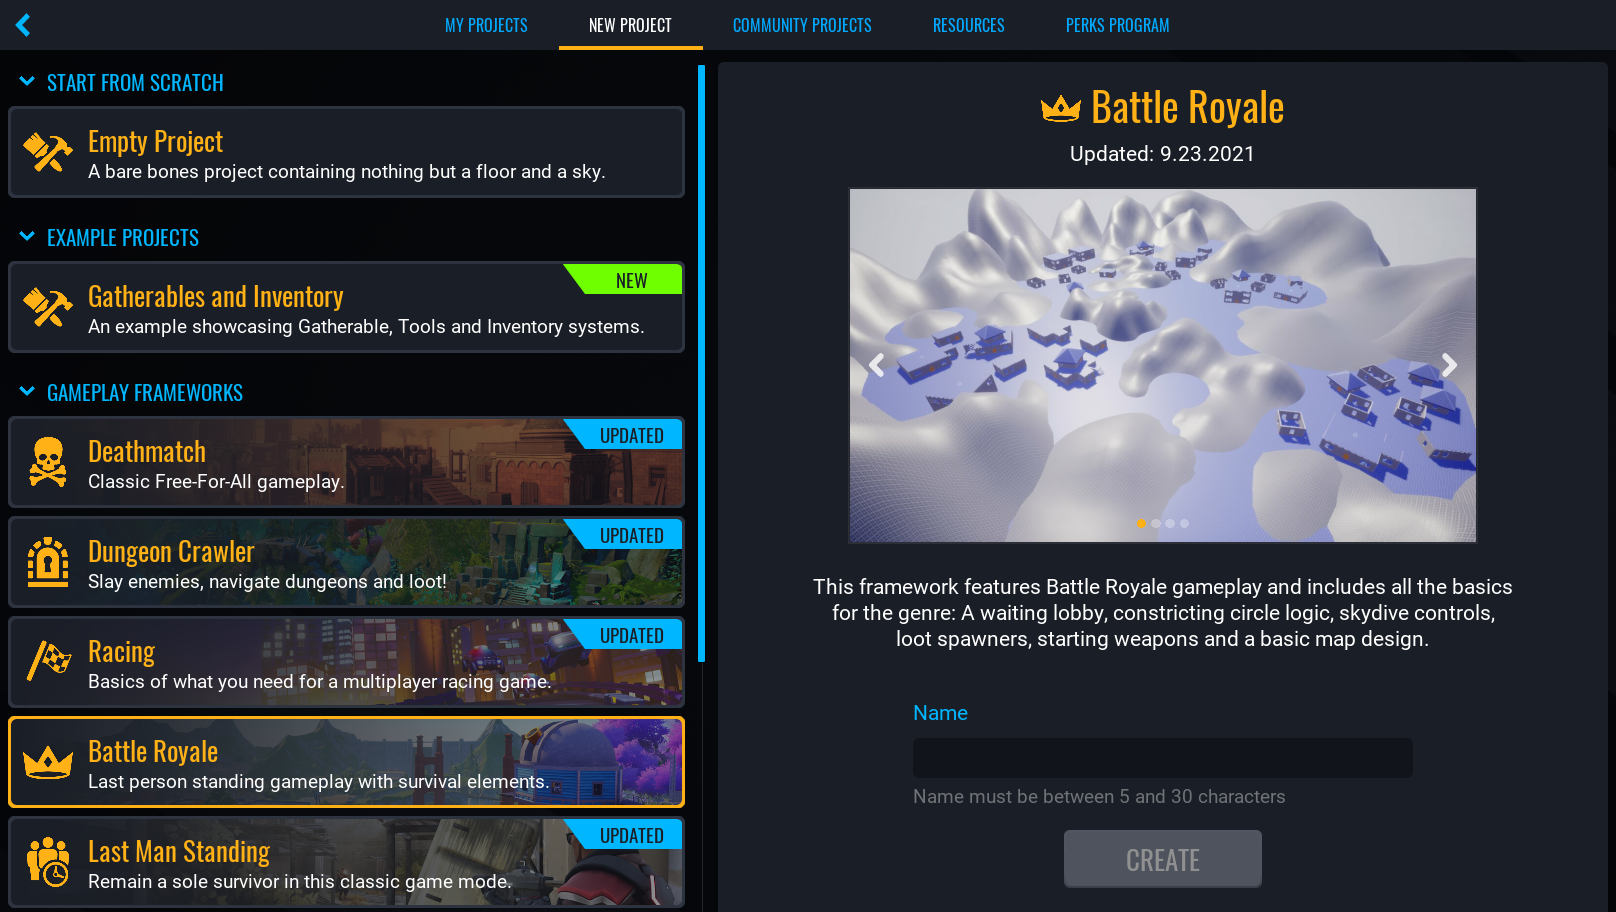 MY PROJECTS
NEW PROJECT
COMMUNITY PROJECTS
RESOURCES
PERKS PROGRAM
START FROM SCRATCH
Empty Project
A bare bones project containing nothing but a floor and a sky.
EXAMPLE PROJECTS
NEW
Gatherables and Inventory
An example showcasing Gatherable, Tools and Inventory systems.
GAMEPLAY FRAMEWORKS
UPDATED
Deathmatch
Classic Free-For-All gameplay.
UPDATED
Dungeon Crawler
Slay enemies, navigate dungeons and loot!
UPDATED
Racing
Basics of what you need for a multiplayer racing game.
Battle Royale
Last person standing gameplay with survival elements.
UPDATED
Last Man Standing
Remain a sole survivor in this classic game mode.
Battle Royale
Updated: 9.23.2021
This framework features Battle Royale gameplay and includes all the basics
for the genre: A waiting lobby, constricting circle logic, skydive controls,
loot spawners, starting weapons and a basic map design.
Name
Name must be between 5 and 30 characters
CREATE